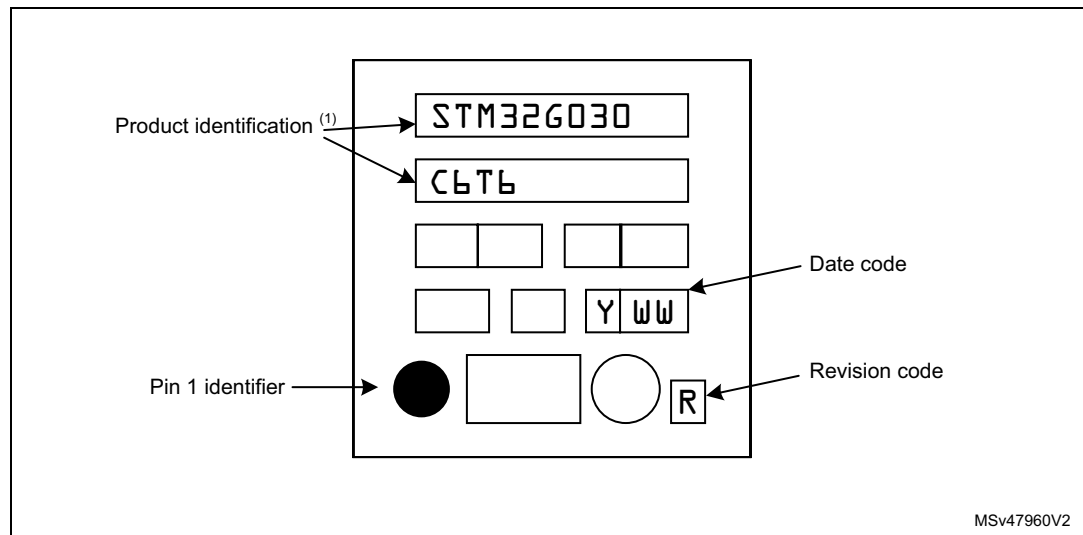 STM32G030
Product identification (1)
C6T6
Date code
Y WW
Revision code
Pin 1 identifier
R
MSv47960V2